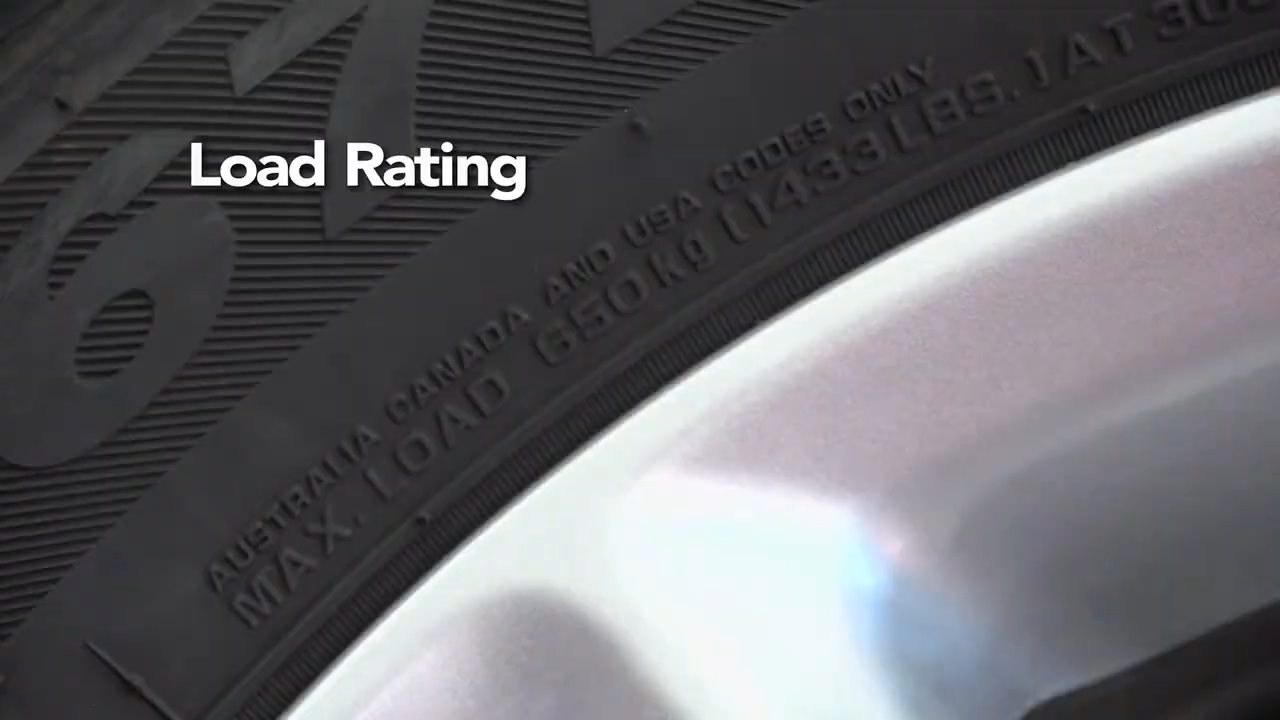 Load Rating
AUSTRALIA CANADA AND USA CODES ONLY
MAX. LOAD 650kg (1433LBS.) AT